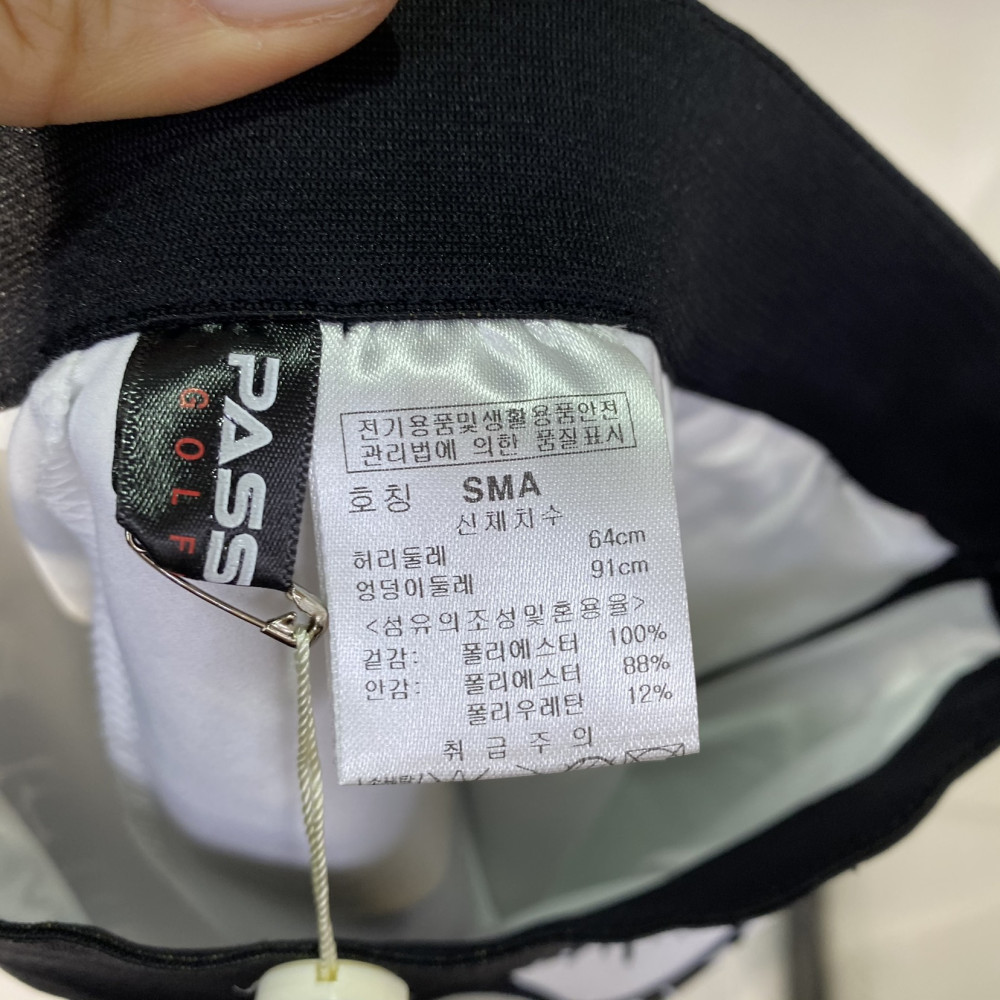 PASS
GOLF
전기용품및생활용품안전
관리법에 의한 품질표시
호칭 SMA
신체치수
허리둘레 64cm
엉덩이둘레 91cm
<섬유의조성및혼용율>
겉감: 폴리에스터 100%
안감: 폴리에스터 88%
폴리우레탄 12%
취급주의